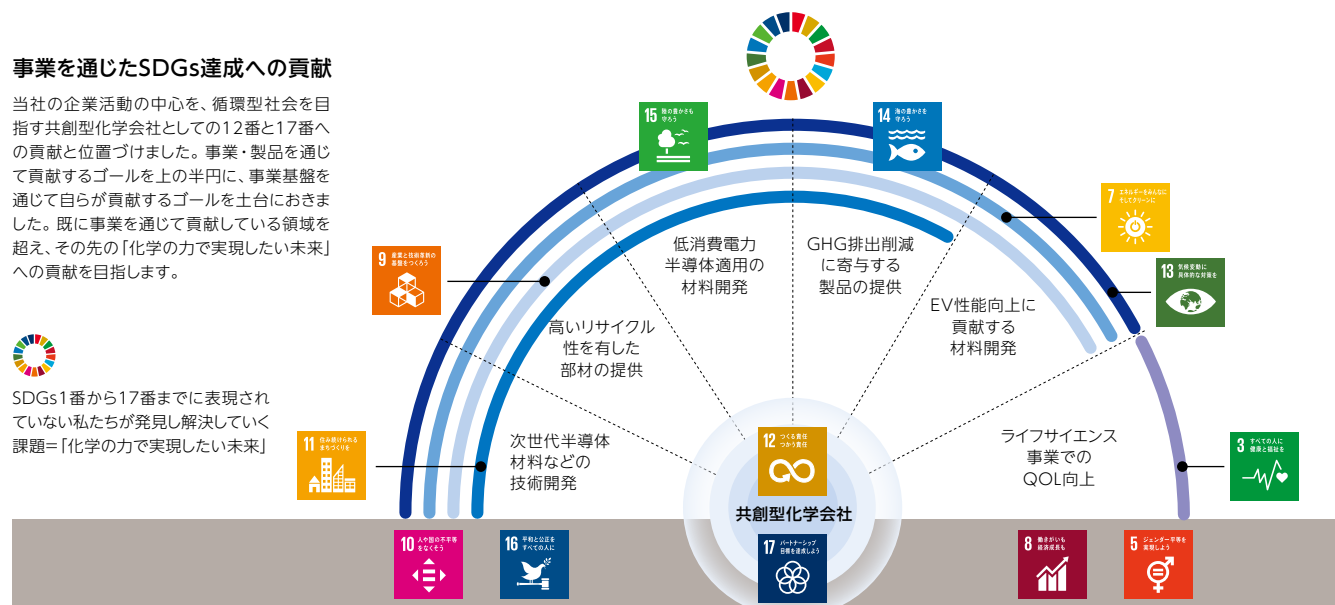 事業を通じたSDGs達成への貢献
当社の企業活動の中心を、循環型社会を目
指す共創型化学会社としての12番と17番へ
の貢献と位置づけました。事業・製品を通じ
て貢献するゴールを上の半円に、事業基盤を
通じて自らが貢献するゴールを土台におきま
した。既に事業を通じて貢献している領域を
超え、その先の「化学の力で実現したい未来」
への貢献を目指します。
SDGs1番から17番までに表現され
ていない私たちが発見し解決していく
課題=「化学の力で実現したい未来」
15 陸の豊かさも
守ろう
14 海の豊かさを
守ろう
7 エネルギーをみんなに
そしてクリーンに
9 産業と技術革新の
基盤をつくろう
13 気候変動に
具体的な対策を
低消費電力
半導体適用の
材料開発
GHG排出削減
に寄与する
製品の提供
高いリサイクル
性を有した
部材の提供
EV性能向上に
貢献する
材料開発
11 住み続けられる
まちづくりを
次世代半導体
材料などの
技術開発
12 つくる責任
つかう責任
ライフサイエンス
事業での
QOL向上
3 すべての人に
健康と福祉を
共創型化学会社
10 人や国の不平等
をなくそう
16 平和と公正を
すべての人に
17 パートナーシップで
目標を達成しよう
8 働きがいも
経済成長も
5 ジェンダー平等を
実現しよう